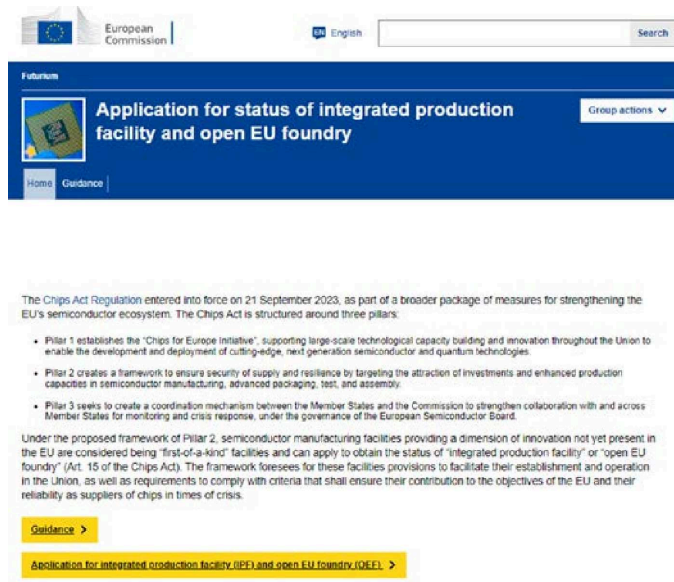 European
Commission
EN English
Search
Futurium
Application for status of integrated production
facility and open EU foundry
Group actions
Home Guidance
The Chips Act Regulation entered into force on 21 September 2023, as part of a broader package of measures for strengthening the
EU's semiconductor ecosystem. The Chips Act is structured around three pillars:
• Pillar 1 establishes the "Chips for Europe Initiative", supporting large-scale technological capacity building and innovation throughout the Union to
enable the development and deployment of cutting-edge, next generation semiconductor and quantum technologies.
• Pillar 2 creates a framework to ensure security of supply and resilience by targeting the attraction of investments and enhanced production
capacities in semiconductor manufacturing, advanced packaging, test, and assembly.
• Pillar 3 seeks to create a coordination mechanism between the Member States and the Commission to strengthen collaboration with and across
Member States for monitoring and crisis response, under the governance of the European Semiconductor Board.
Under the proposed framework of Pillar 2, semiconductor manufacturing facilities providing a dimension of innovation not yet present in
the EU are considered being "first-of-a-kind" facilities and can apply to obtain the status of "integrated production facility" or "open EU
foundry" (Art. 15 of the Chips Act). The framework foresees for these facilities provisions to facilitate their establishment and operation
in the Union, as well as requirements to comply with criteria that shall ensure their contribution to the objectives of the EU and their
reliability as suppliers of chips in times of crisis.
Guidance
Application for integrated production facility (IPF) and open EU foundry (OEF)